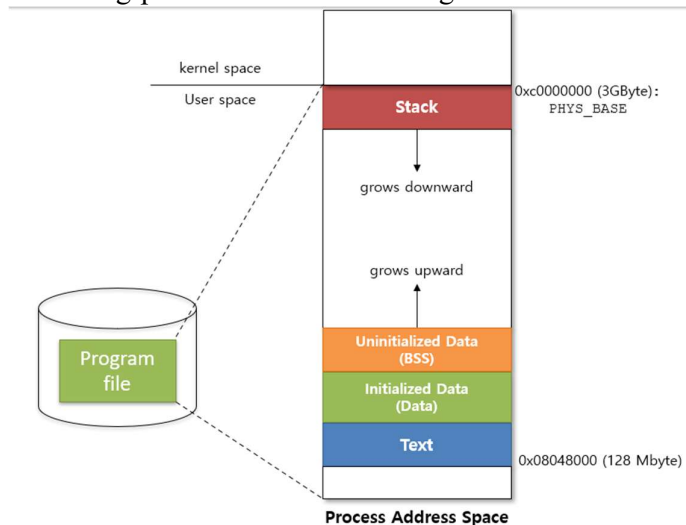 kernel space
User space
0xc0000000 (3GByte):
PHYS_BASE
Stack
grows downward
grows upward
Uninitialized Data
(BSS)
Program
file
Initialized Data
(Data)
Text
0x08048000 (128 Mbyte)
Process Address Space